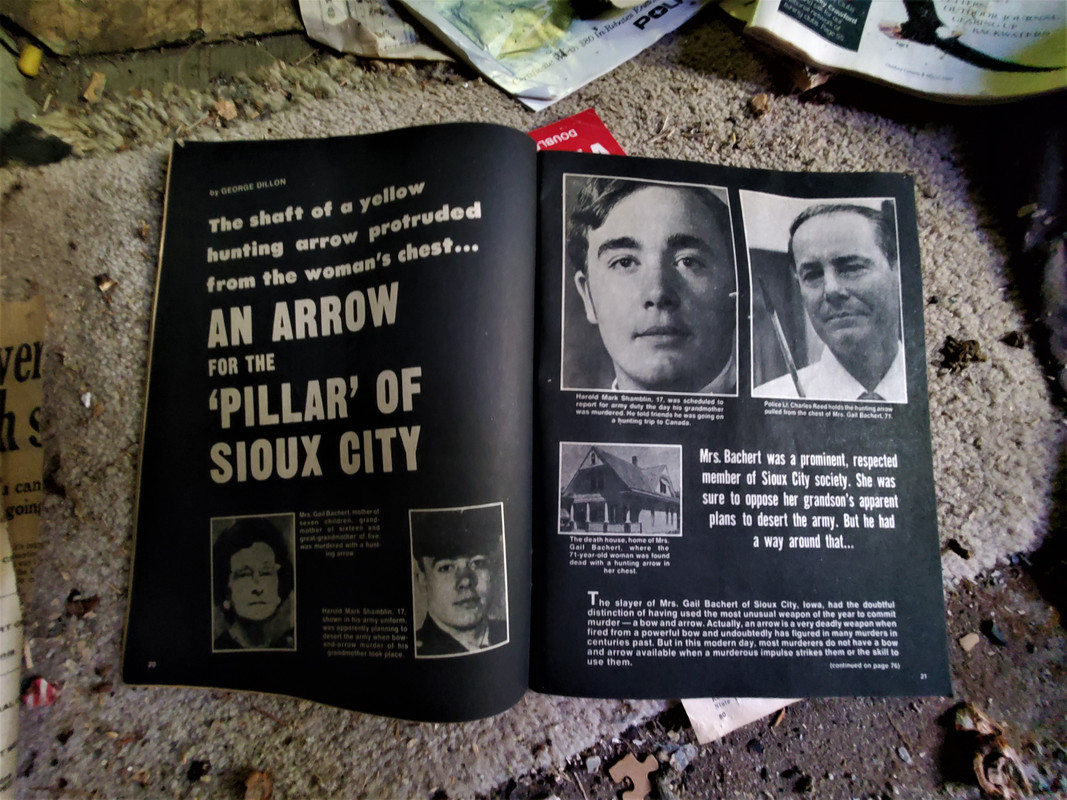 by GEORGE DILLON
The shaft of a yellow
hunting arrow protruded
from the woman's chest...
AN ARROW
FOR THE
'PILLAR' OF
SIOUX CITY
Mrs. Gail Bachert, mother of
seven children, grand-
mother of sixteen and
great-grandmother of five,
was murdered with a hunt-
ing arrow.
Harold Mark Shamblin, 17,
shown in his army uniform,
was apparently planning to
desert the army when bow-
and-arrow murder of his
grandmother took place.
20
Harold Mark Shamblin, 17, was scheduled to
report for army duty the day his grandmother
was murdered. He told friends he was going on
a hunting trip to Canada.
Police Lt. Charles Reed holds the hunting arrow
pulled from the chest of Mrs. Gail Bachert, 71.
The death house, home of Mrs.
Gail Bachert, where the
71-year-old woman was found
dead with a hunting arrow in
her chest.
Mrs. Bachert was a prominent, respected
member of Sioux City society. She was
sure to oppose her grandson's apparent
plans to desert the army. But he had
a way around that...
The slayer of Mrs. Gail Bachert of Sioux City, Iowa, had the doubtful
distinction of having used the most unusual weapon of the year to commit
murder — a bow and arrow. Actually, an arrow is a very deadly weapon when
fired from a powerful bow and undoubtedly has figured in many murders in
centuries past. But in this modern day, most murderers do not have a bow
and arrow available when a murderous impulse strikes them or the skill to
use them.
(continued on page 76)
21
DOUBL
POL
OUTDOOR JOURNAL
BACKWATERS
ver
h s
can
going
State